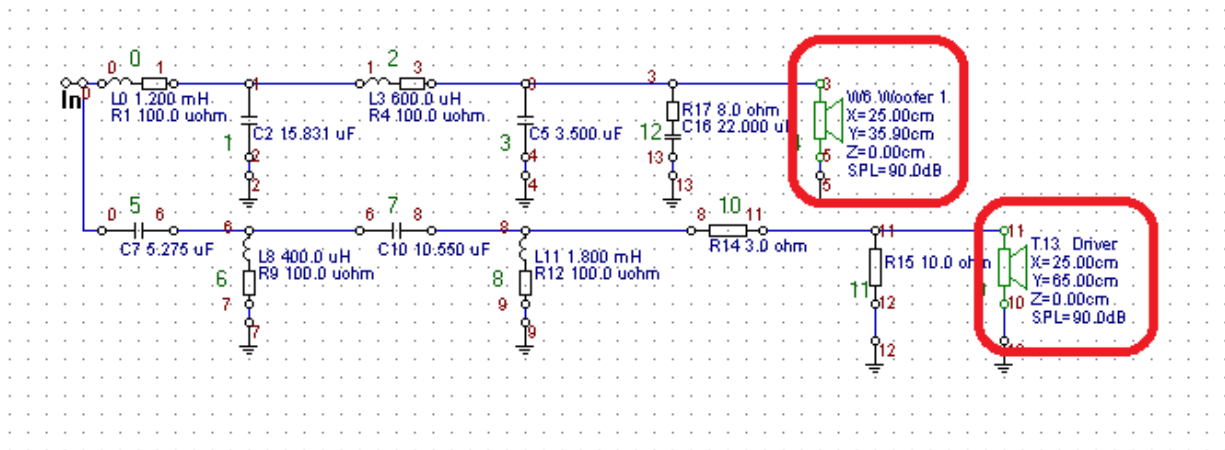 0
2
0
1
1
1
3
3
3
3
In
0
L0 1.200 mH
R1 100.0 uohm
L3 600.0 uH
R4 100.0 uohm
R17 8.0 ohm
C16 22.000 u
W6 Woofer 1
X=25.00cm
Y=35.90cm
Z=0.00cm
SPL=90.0dB
C2 15.831 uF
C5 3.500 uF
1
3
12
2
4
13
5
2
4
13
5
5
7
10
0
6
6
6
8
8
8
11
11
11
C7 5.275 uF
C10 10.550 uF
R14 3.0 ohm
L8 400.0 uH
R9 100.0 uohm
L11 1.800 mH
R12 100.0 uohm
R15 10.0 ohm
T13 Driver
X=25.00cm
Y=65.00cm
Z=0.00cm
SPL=90.0dB
6
8
11
7
9
12
10
7
9
12